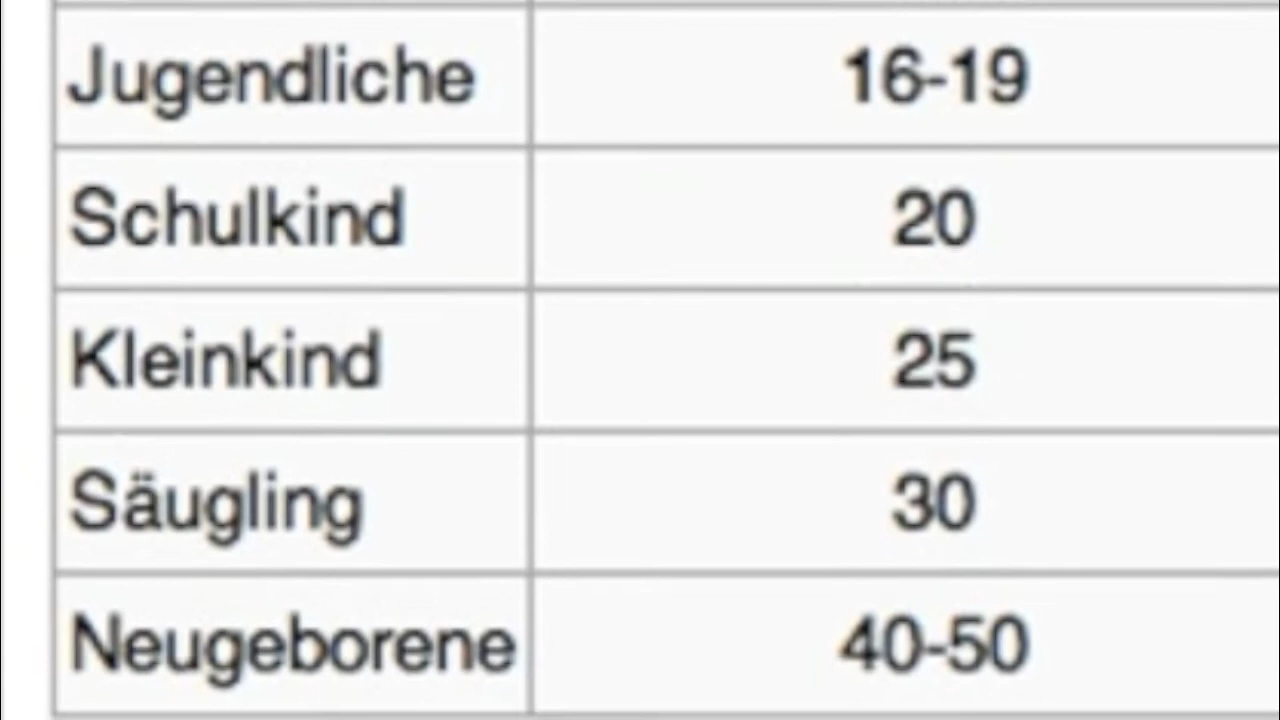 Jugendliche 16-19
Schulkind 20
Kleinkind 25
Säugling 30
Neugeborene 40-50